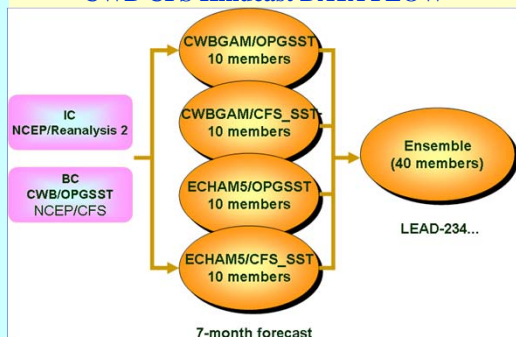 IC
NCEP/Reanalysis 2
BC
CWB/OPGSST
NCEP/CFS
CWBGAM/OPGSST
10 members
CWBGAM/CFS_SST
10 members
ECHAM5/OPGSST
10 members
ECHAM5/CFS_SST
10 members
7-month forecast
Ensemble
(40 members)
LEAD-234...